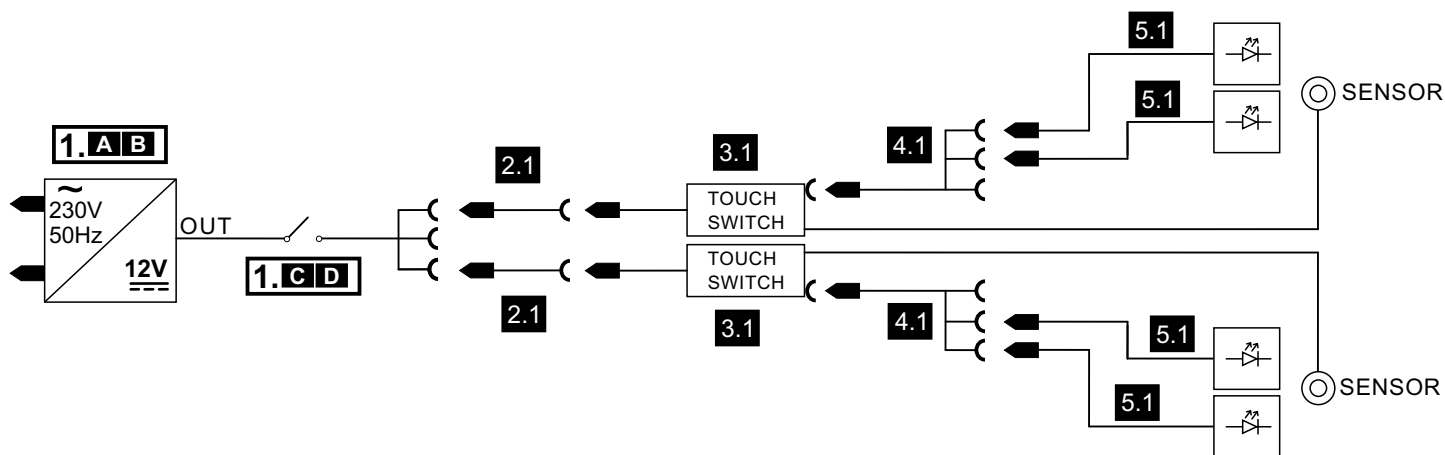 5.1
5.1
SENSOR
1. A B
4.1
3.1
2.1
~
230V
50Hz
OUT
12V
TOUCH
SWITCH
1. C D
TOUCH
SWITCH
2.1
3.1
4.1
5.1
5.1
SENSOR